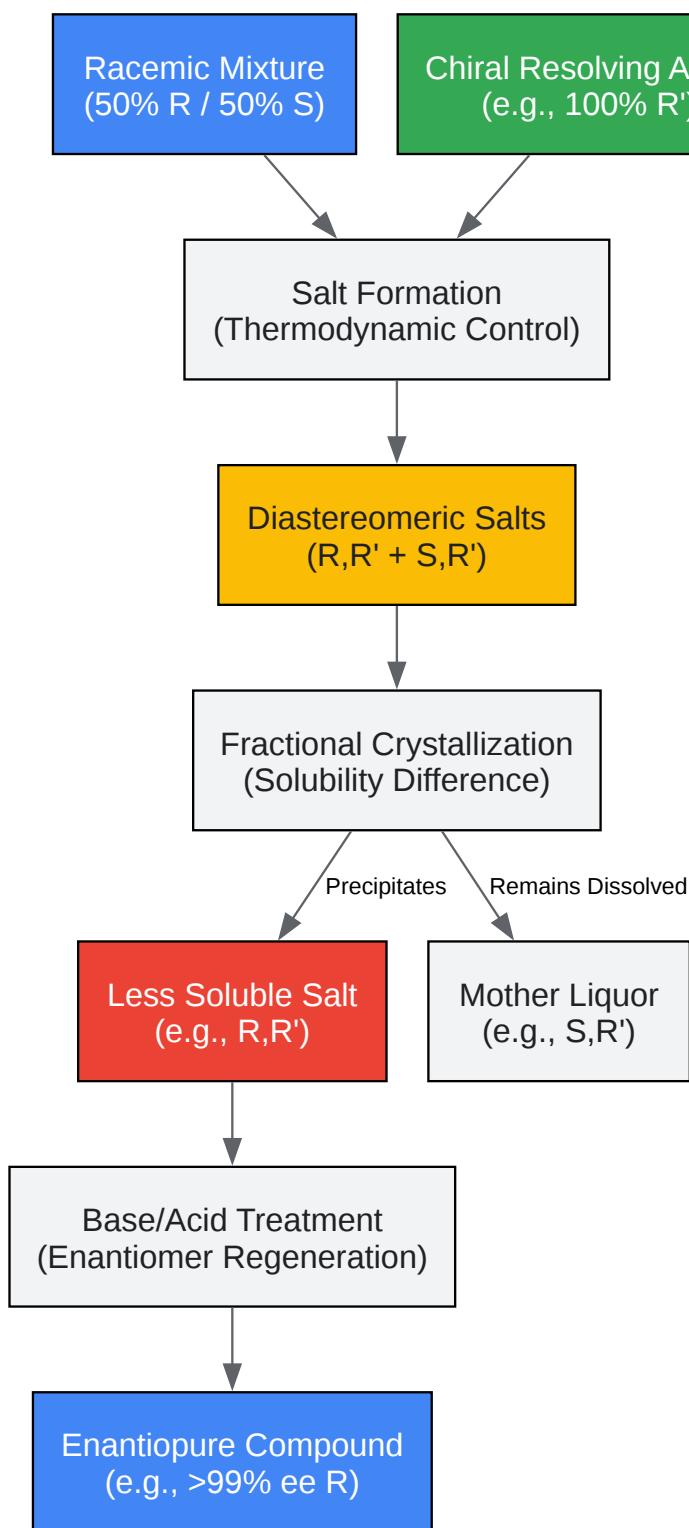 Racemic Mixture
(50% R / 50% S)
Chiral Resolving
(e.g., 100% R')
Salt Formation
(Thermodynamic Control)
Diastereomeric Salts
(R,R' + S,R')
Fractional Crystallization
(Solubility Difference)
Precipitates
Remains Dissolved
Less Soluble Salt
(e.g., R,R')
Mother Liquor
(e.g., S,R')
Base/Acid Treatment
(Enantiomer Regeneration)
Enantiopure Compound
(e.g., >99% ee R)